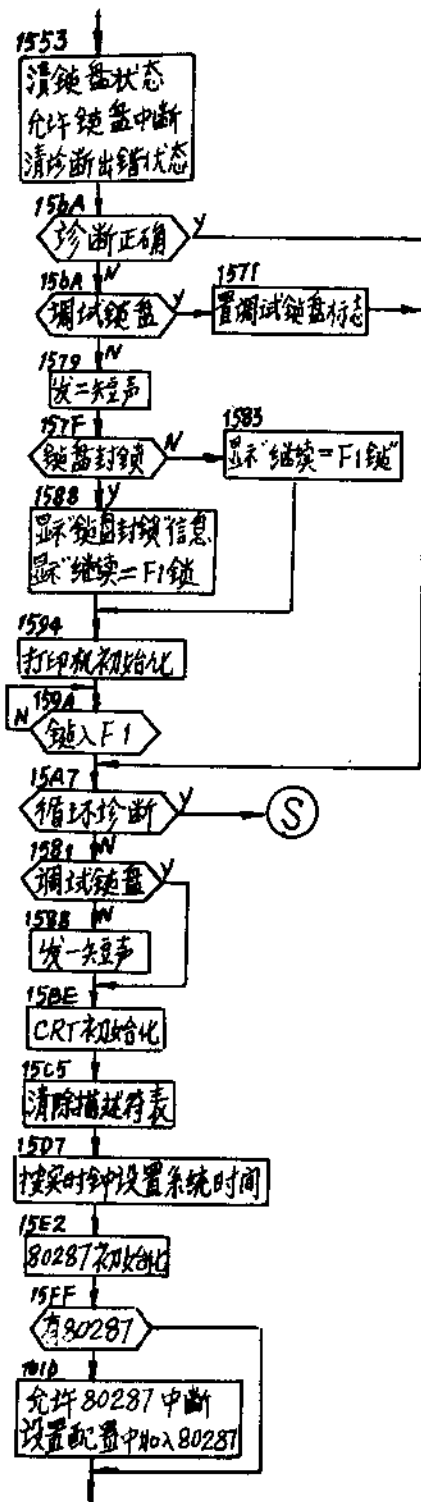 1553
清键盘状态
允许键盘中断
清诊断出错状态
156A
诊断正确
Y
N
156A
调试键盘
Y
1571
置调试键盘标志
N
1579
发二短声
157F
键盘封锁
N
1583
显示"继续=F1键"
Y
1588
显示"键盘封锁"信息
显示"继续=F1键
1594
打印机初始化
159A
N
键入F1
15A7
循环诊断
Y
S
N
15B1
调试键盘
Y
N
15BB
发一短声
15BE
CRT初始化
15C5
清除描述符表
15D7
按实时钟设置系统时间
15E2
80287初始化
15FF
有80287
161D
允许80287中断
设置配置中加入80287